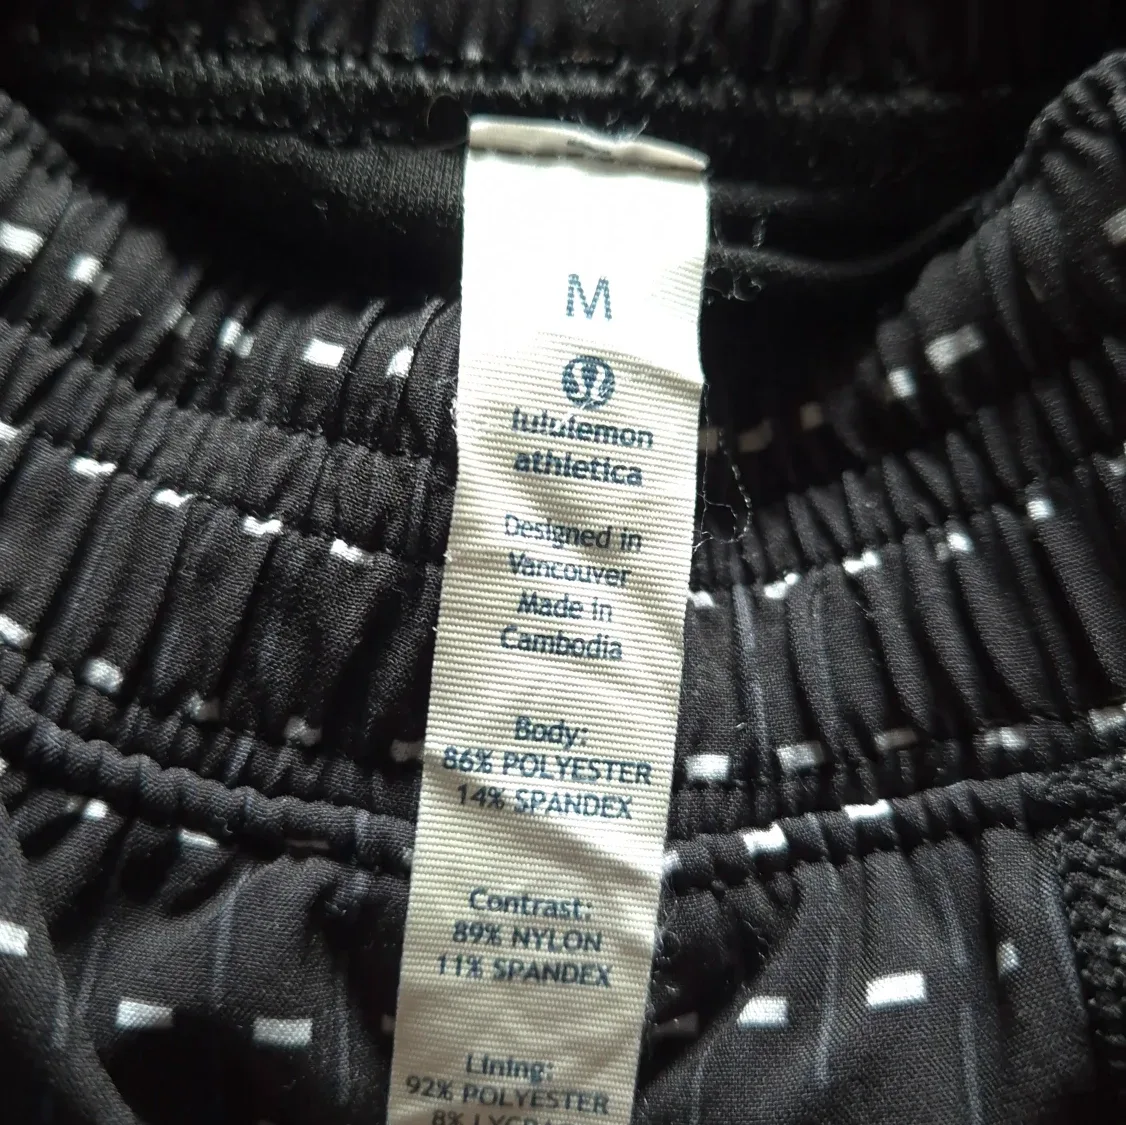 M
lululemon
athletica
Designed in
Vancouver
Made in
Cambodia
Body:
86% POLYESTER
14% SPANDEX
Contrast:
89% NYLON
11% SPANDEX
Lining:
92% POLYESTER
8%